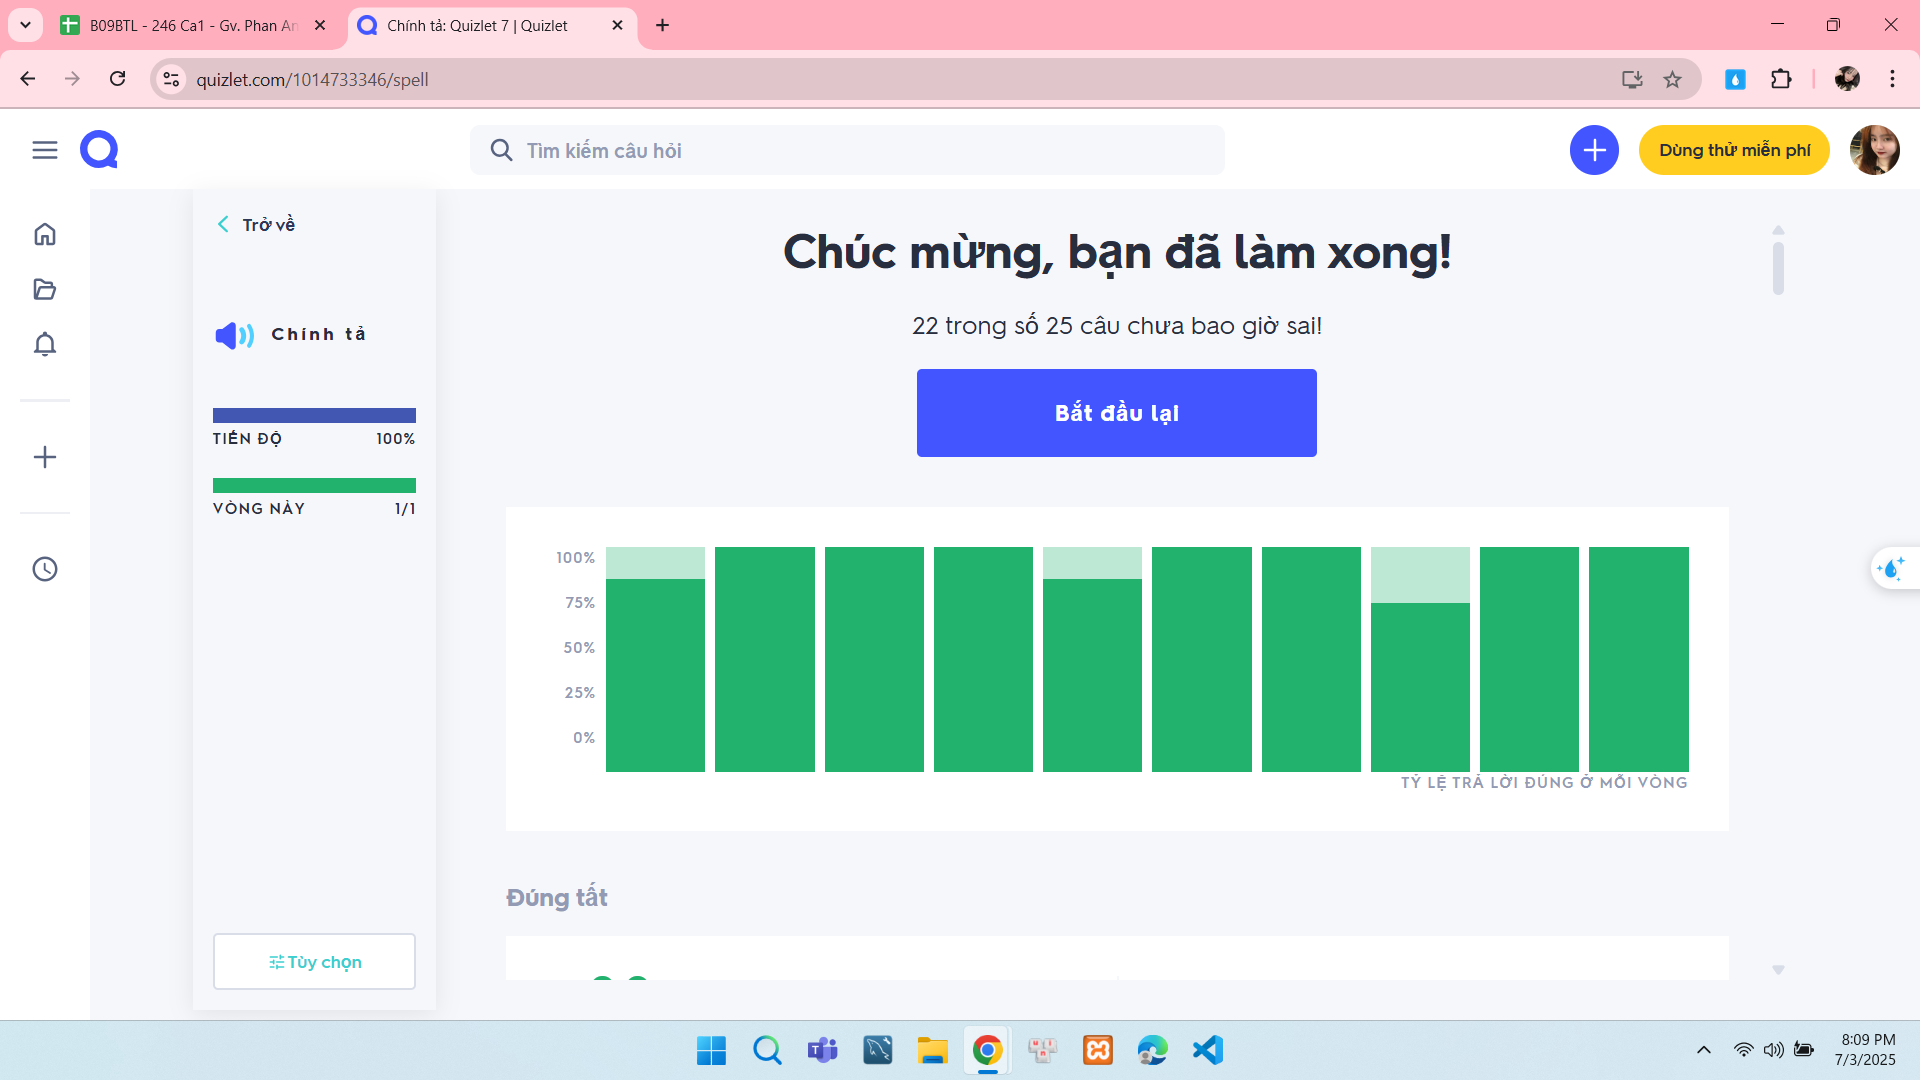 B09BTL - 246 Ca1 - Gv. Phan An
Chính tả: Quizlet 7 | Quizlet
quizlet.com/1014733346/spell
Tìm kiếm câu hỏi
Dùng thử miễn phí
Trở về
Chính tả
TIẾN ĐỘ 100%
VÒNG NÀY 1/1
Tùy chọn
Chúc mừng, bạn đã làm xong!
22 trong số 25 câu chưa bao giờ sai!
Bắt đầu lại
100%
75%
50%
25%
0%
TỶ LỆ TRẢ LỜI ĐÚNG Ở MỖI VÒNG
Đúng tất
8:09 PM
7/3/2025